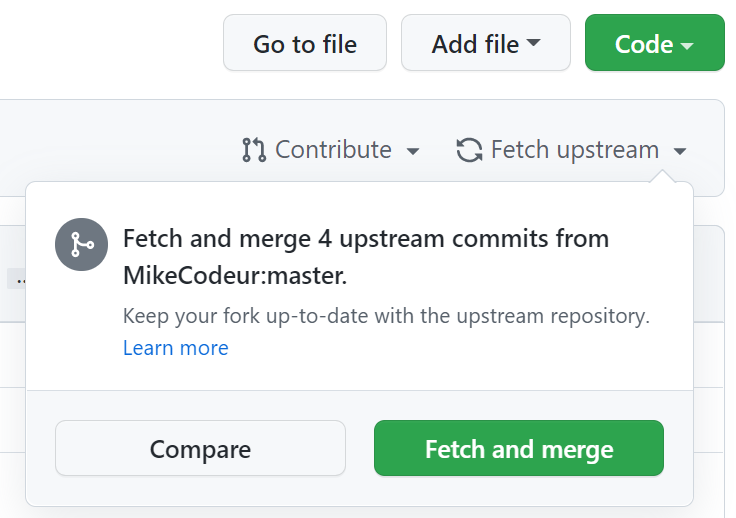 Go to file Add file Code
Contribute Fetch upstream
Fetch and merge 4 upstream commits from
MikeCodeur:master.
...
Keep your fork up-to-date with the upstream repository.
Learn more
Compare Fetch and merge